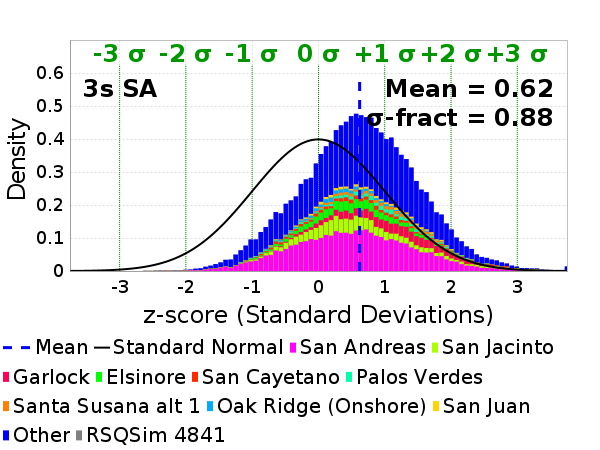 -3 σ -2 σ -1 σ 0 σ +1 σ +2 σ +3 σ
3s SA
Mean = 0.62
σ-fract = 0.88
Density
0.6
0.5
0.4
0.3
0.2
0.1
0
-3 -2 -1 0 1 2 3
z-score (Standard Deviations)
Mean Standard Normal San Andreas San Jacinto
Garlock Elsinore San Cayetano Palos Verdes
Santa Susana alt 1 Oak Ridge (Onshore) San Juan
Other RSQSim 4841